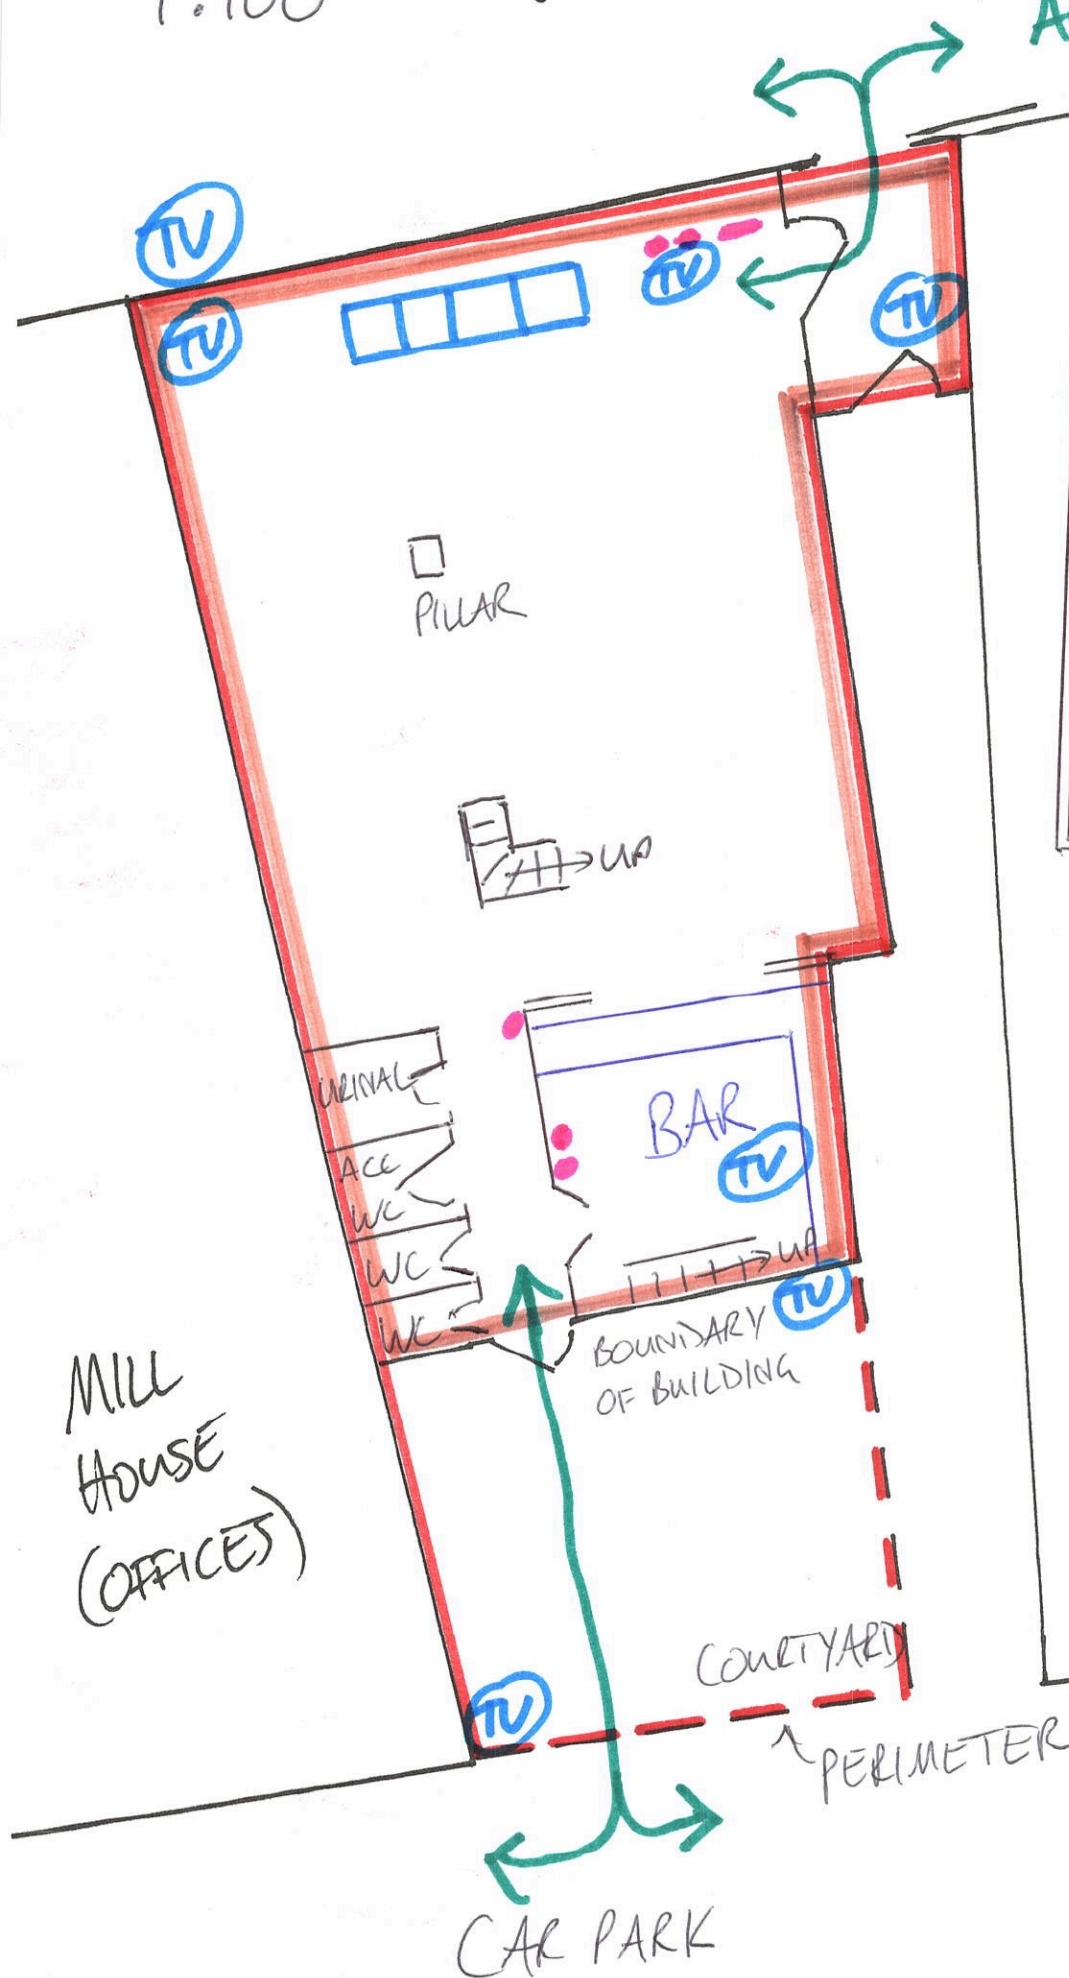 1:100
A
TV
TV
TV
TV
PILLAR
UP
URINAL
BAR
ACC
WC
TV
WC
UP
WC
TV
BOUNDARY
OF BUILDING
MILL
HOUSE
(OFFICES)
COURTYARD
TV
PERIMETER
CAR PARK